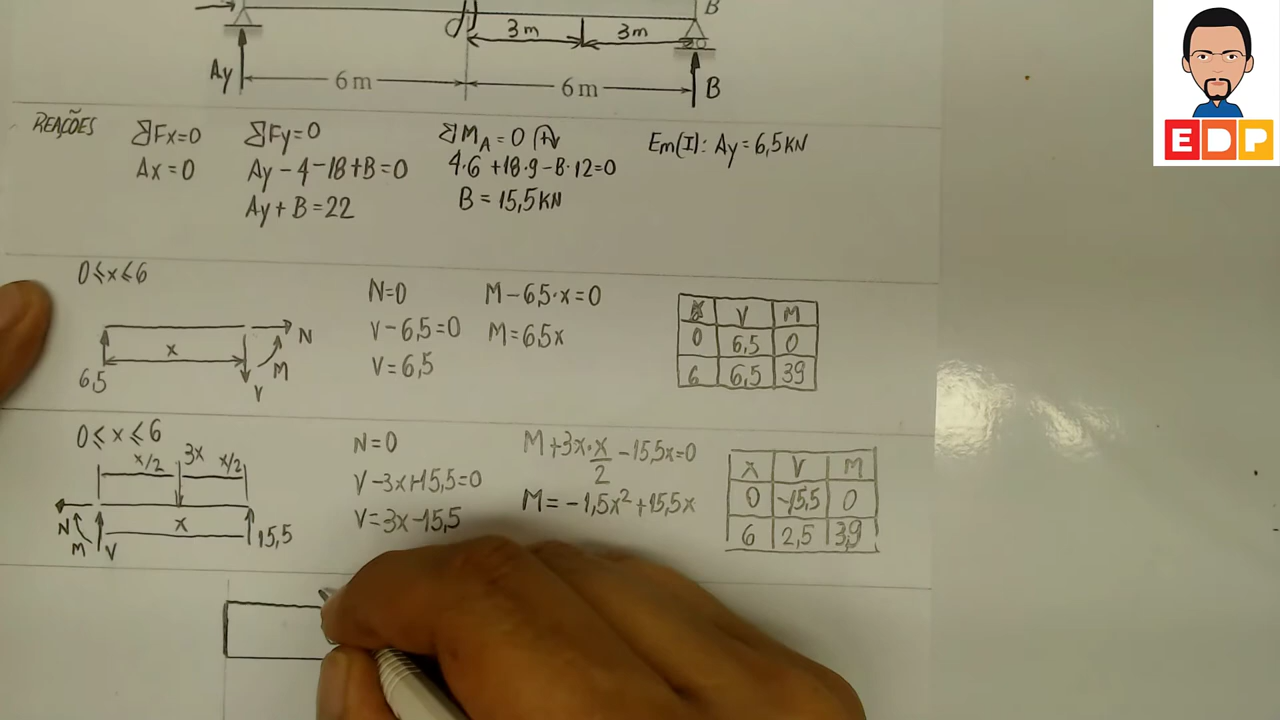 B
3m 3m
Ay 6m 6m B
REAÇÕES
ΣFx=0
Ax=0
ΣFy=0
Ay-4-18+B=0
Ay+B=22
ΣM_A=0 (+
4·6+18·9-B·12=0
B=15,5KN
Em(I): Ay=6,5KN
0≤x≤6
x
N
M
V
6,5
N=0
V-6,5=0
V=6,5
M-6,5·x=0
M=6,5x
x V M
0 6,5 0
6 6,5 39
0≤x≤6
x/2 3x x/2
N
M
V
x
15,5
N=0
V-3x+15,5=0
V=3x-15,5
M+3x·x/2-15,5x=0
M=-1,5x²+15,5x
x V M
0 -15,5 0
6 2,5 39
EDP